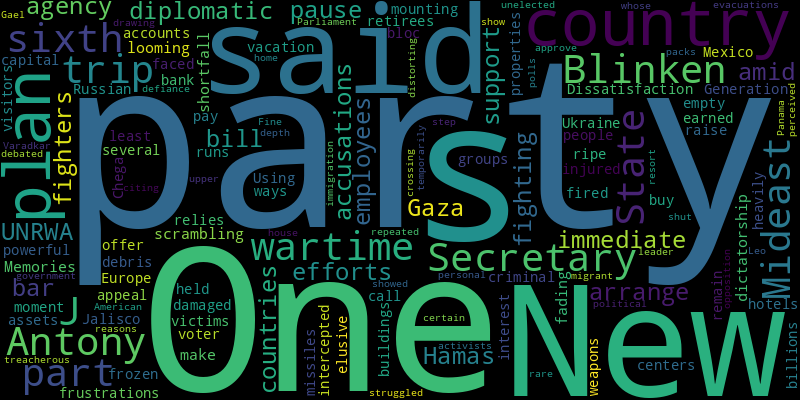 Gael
agency
drawing
diplomatic
Parliament
pause
mounting
retirees
unelected
show
whose
evacuations
sixth
accounts
looming
vacation
home
bloc
said
properties
country
approve
polls
packs
Mexico
visitors
capital
trip
faced
bank
Russian
defiance
shortfall
distorting
support
Blinken
amid
Dissatisfaction
Generation
plan
fighters
party
s
accusations
employees
pay
Fine
depth
step
Ukraine
people
empty
earned
raise
Panama
perceived
debated
Varadkar
least
several
Chega
citing
bill
runs
Using
ways
upper
immigration
crossing
temporarily
groups
fighting
ripe
injured
fired
State
resort
buy
shut
heavily
Mideast
Gaza
UNRWA
powerful
relies
scrambling
house
repeated
wartime
Secretary
immediate
leader
dictatorship
Leo
Memories
government
offer
debris
Europe
One
countries
efforts
showed
personal
criminal
migrant
arrange
remain
opposition
hotels
bar
moment
assets
J
appeal
American
Jalisco
reasons
held
damaged
victims
voter
make
call
buildings
certain
interest
fading
political
New
billions
Antony
treacherous
part
frozen
frustrations
missiles
intercepted
elusive
Hamas
activists
struggled
rare
weapons
centers